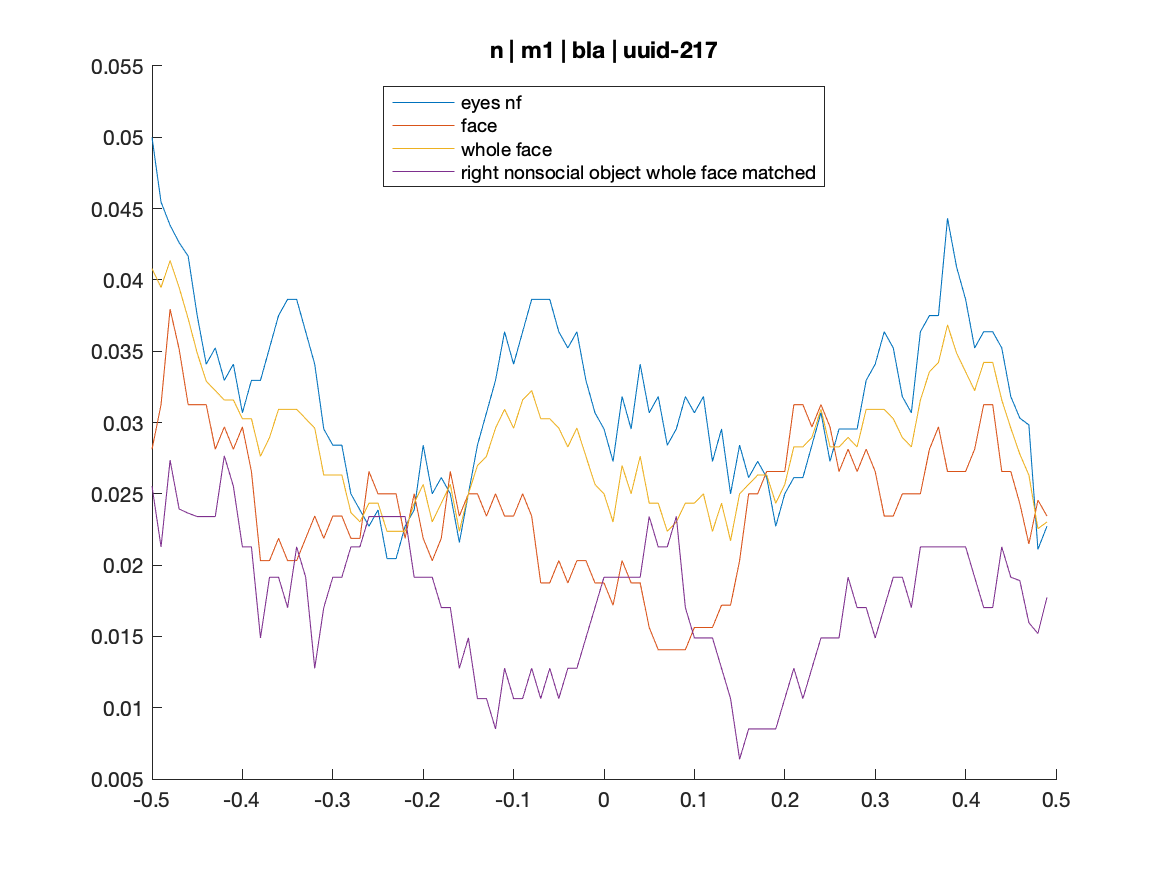 n | m1 | bla | uuid-217
eyes nf
face
whole face
right nonsocial object whole face matched
0.055
0.05
0.045
0.04
0.035
0.03
0.025
0.02
0.015
0.01
0.005
-0.5 -0.4 -0.3 -0.2 -0.1 0 0.1 0.2 0.3 0.4 0.5